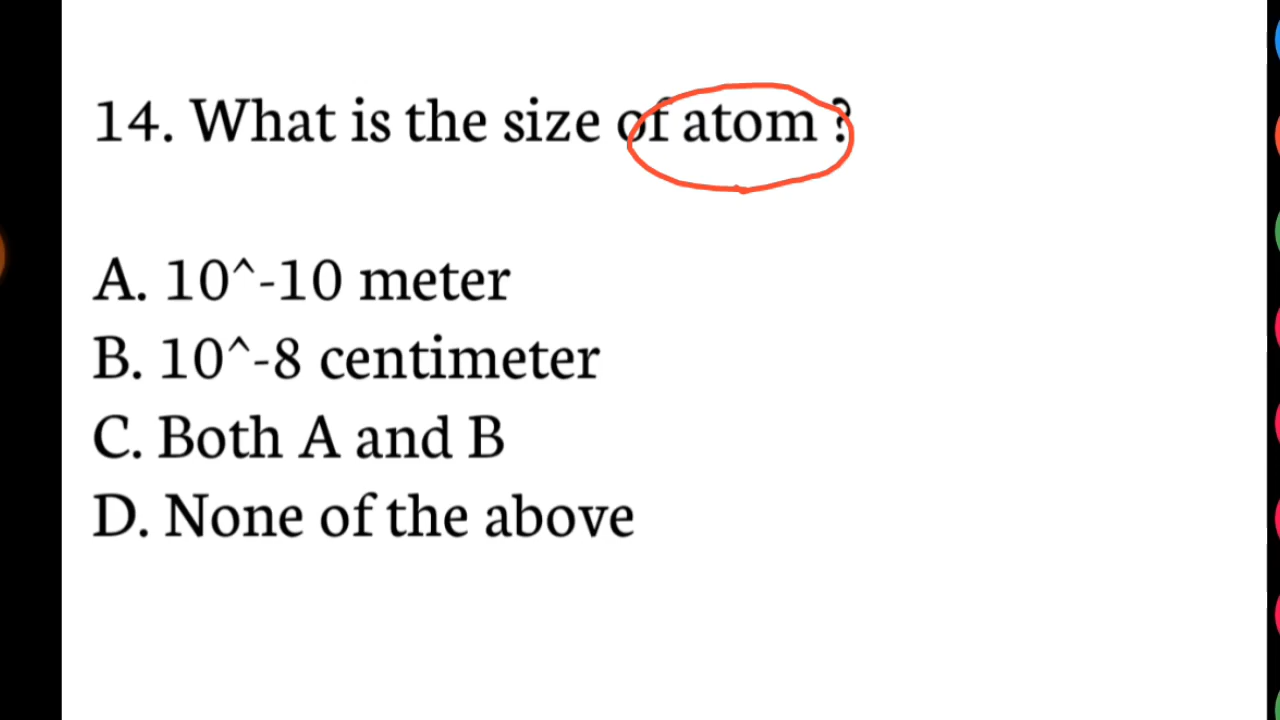 14. What is the size of atom ?
A. 10^-10 meter
B. 10^-8 centimeter
C. Both A and B
D. None of the above